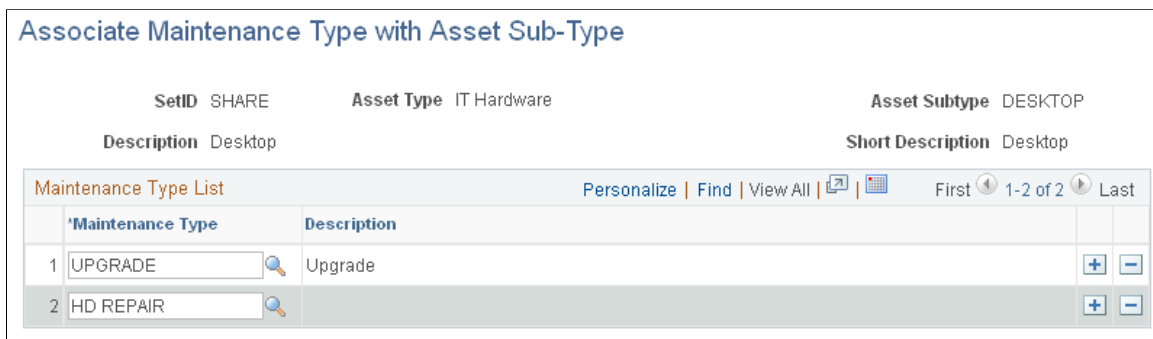 Associate Maintenance Type with Asset Sub-Type
SetID SHARE Asset Type IT Hardware Asset Subtype DESKTOP
Description Desktop Short Description Desktop
Maintenance Type List Personalize | Find | View All | | First 1-2 of 2 Last
*Maintenance Type Description
1 UPGRADE Upgrade
2 HD REPAIR